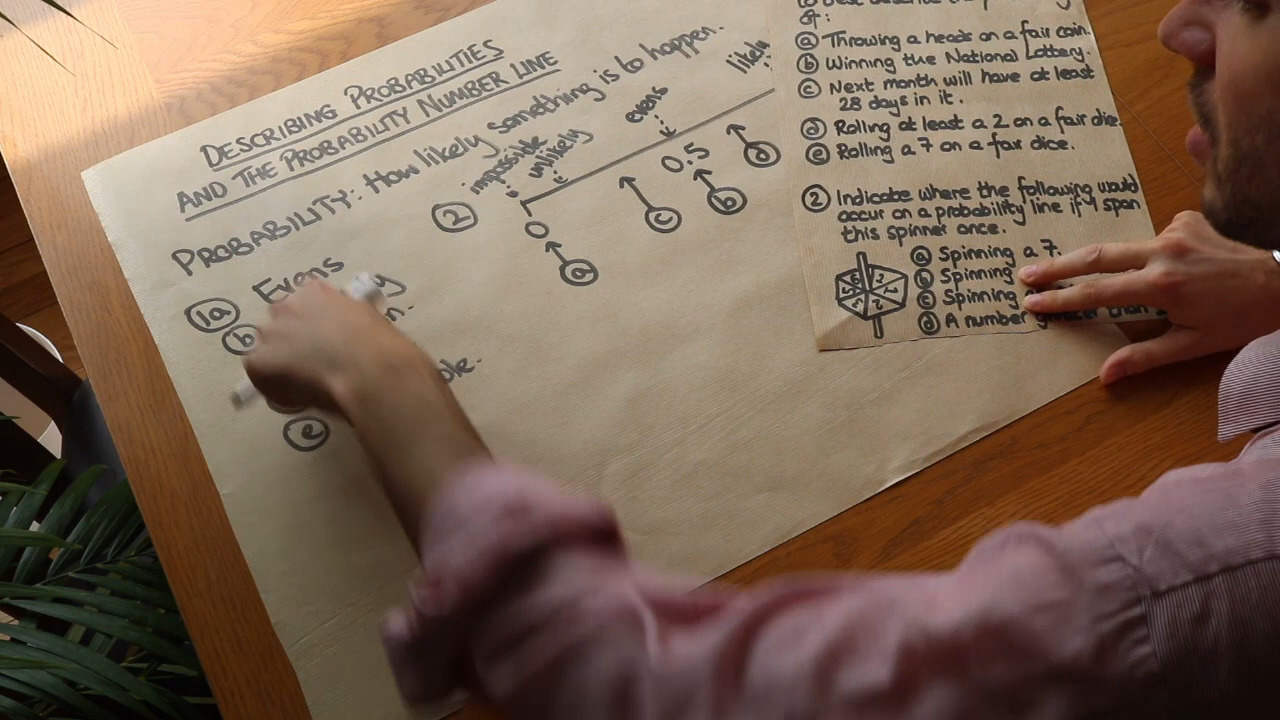 DESCRIBING PROBABILITIES
AND THE PROBABILITY NUMBER LINE
PROBABILITY: How likely something is to happen.
1a Evens
b
e
2
impossible
unlikely
evens
likely
0
0.5
a
c
b
d
of:
a Throwing a heads on a fair coin.
b Winning the National Lottery.
c Next month will have at least
28 days in it.
d Rolling at least a 2 on a fair dice.
e Rolling a 7 on a fair dice.
2 Indicate where the following would
occur on a probability line if I span
this spinner once.
a Spinning a 7.
b Spinning
c Spinning
d A number greater than